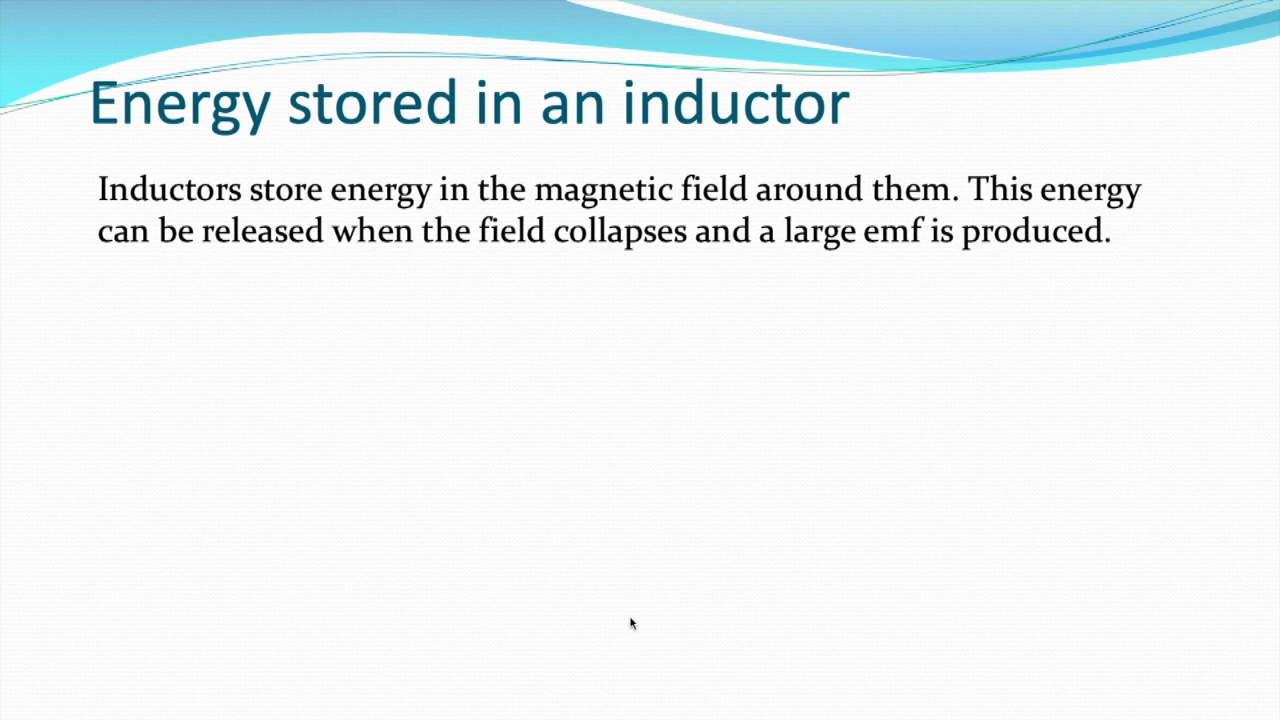 Energy stored in an inductor
Inductors store energy in the magnetic field around them. This energy
can be released when the field collapses and a large emf is produced.